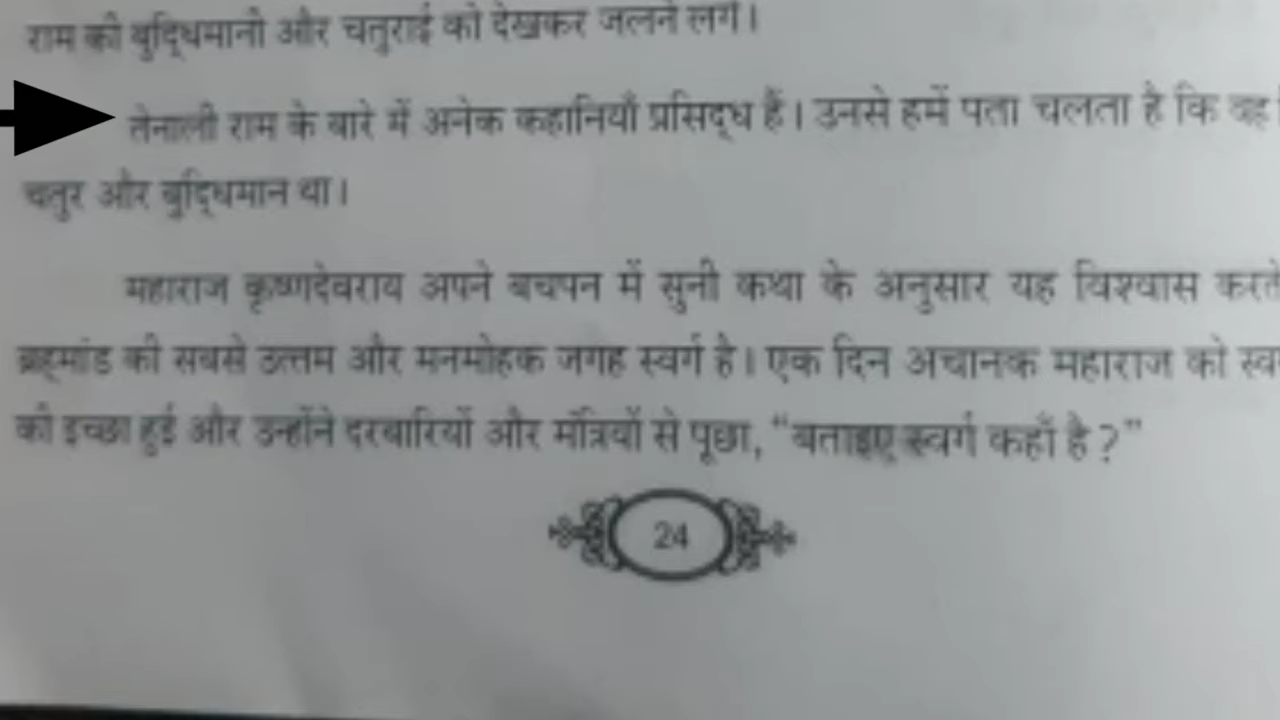 राम की बुद्धिमानी और चतुराई को देखकर जलने लगे।
तेनाली राम के बारे में अनेक कहानियाँ प्रसिद्ध हैं। उनसे हमें पता चलता है कि वह
चतुर और बुद्धिमान था।
महाराज कृष्णदेवराय अपने बचपन में सुनी कथा के अनुसार यह विश्वास करते
ब्रह्मांड की सबसे उत्तम और मनमोहक जगह स्वर्ग है। एक दिन अचानक महाराज को
की इच्छा हुई और उन्होंने दरबारियों और मंत्रियों से पूछा, “बताइए स्वर्ग कहाँ है?”
24